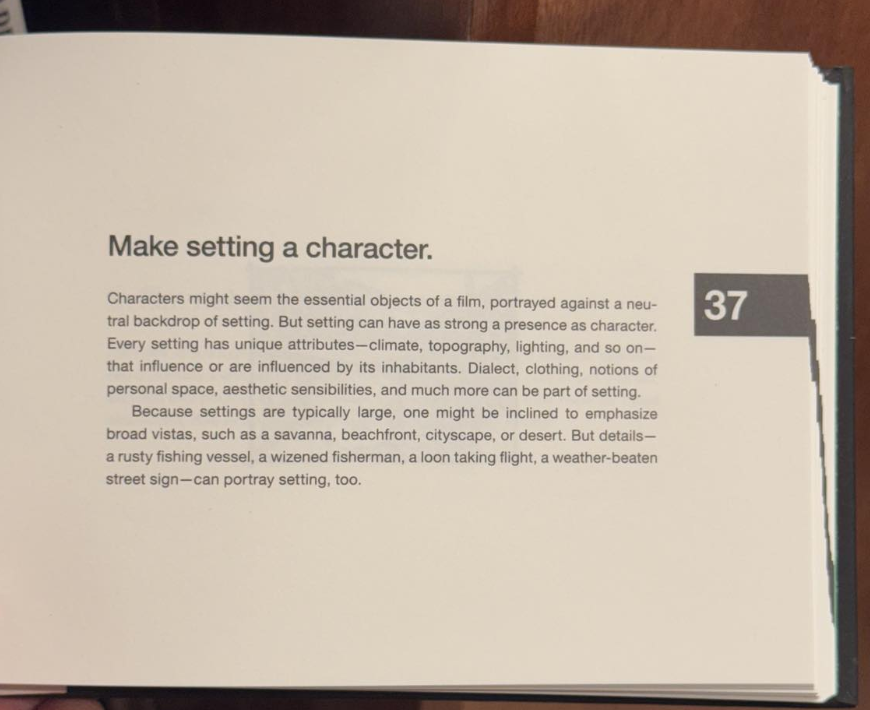 Make setting a character.
37
Characters might seem the essential objects of a film, portrayed against a neu-
tral backdrop of setting. But setting can have as strong a presence as character.
Every setting has unique attributes—climate, topography, lighting, and so on—
that influence or are influenced by its inhabitants. Dialect, clothing, notions of
personal space, aesthetic sensibilities, and much more can be part of setting.
Because settings are typically large, one might be inclined to emphasize
broad vistas, such as a savanna, beachfront, cityscape, or desert. But details—
a rusty fishing vessel, a wizened fisherman, a loon taking flight, a weather-beaten
street sign—can portray setting, too.